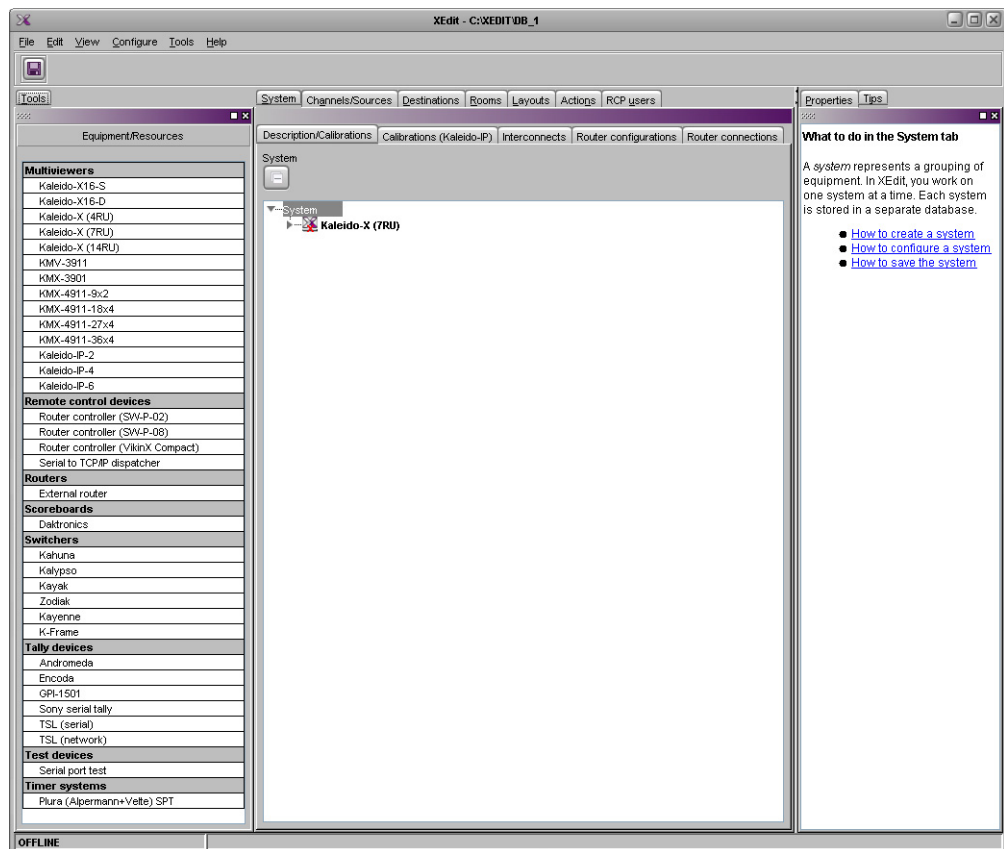 XEdit - C:\XEDIT\DB_1
File Edit View Configure Tools Help
Tools
Equipment/Resources
Multiviewers
Kaleido-X16-S
Kaleido-X16-D
Kaleido-X (4RU)
Kaleido-X (7RU)
Kaleido-X (14RU)
KMV-3911
KMX-3901
KMX-4911-9x2
KMX-4911-18x4
KMX-4911-27x4
KMX-4911-36x4
Kaleido-IP-2
Kaleido-IP-4
Kaleido-IP-6
Remote control devices
Router controller (SW-P-02)
Router controller (SW-P-08)
Router controller (VikinX Compact)
Serial to TCP/IP dispatcher
Routers
External router
Scoreboards
Daktronics
Switchers
Kahuna
Kalypso
Kayak
Zodiak
Kayenne
K-Frame
Tally devices
Andromeda
Encoda
GPI-1501
Sony serial tally
TSL (serial)
TSL (network)
Test devices
Serial port test
Timer systems
Plura (Alpermann+Velte) SPT
System Channels/Sources Destinations Rooms Layouts Actions RCP users
Description/Calibrations Calibrations (Kaleido-IP) Interconnects Router configurations Router connections
System
System
Kaleido-X (7RU)
Properties Tips
What to do in the System tab
A system represents a grouping of
equipment. In XEdit, you work on
one system at a time. Each system
is stored in a separate database.
How to create a system
How to configure a system
How to save the system
OFFLINE